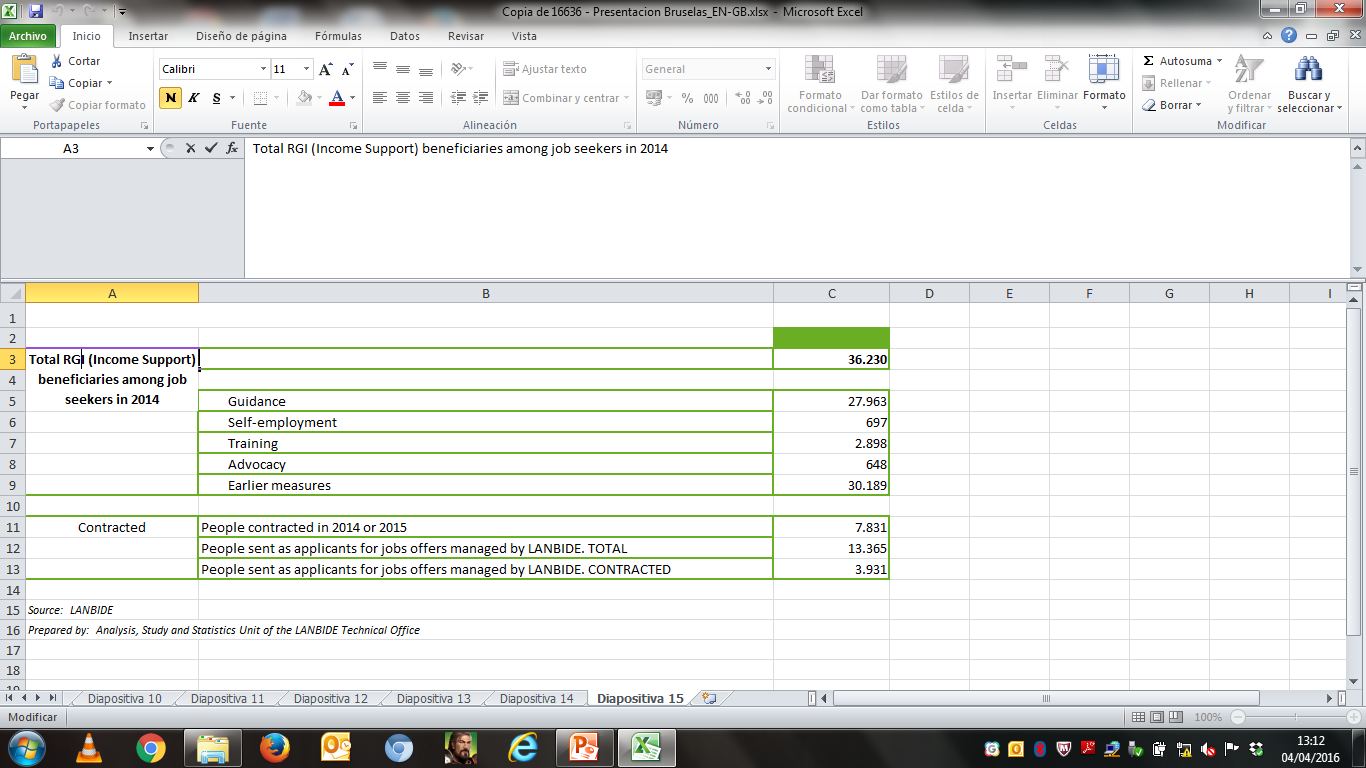 Copia de 16636 - Presentacion Bruselas_EN-GB.xlsx - Microsoft Excel
Archivo Inicio Insertar Diseño de página Fórmulas Datos Revisar Vista
Pegar
Cortar
Copiar
Copiar formato
Portapapeles
Calibri 11
N K S
Fuente
Ajustar texto
Combinar y centrar
Alineación
General
% 000
Número
Formato condicional
Dar formato como tabla
Estilos de celda
Estilos
Insertar Eliminar Formato
Celdas
Autosuma
Rellenar
Borrar
Ordenar y filtrar
Buscar y seleccionar
Modificar
A3 fx Total RGI (Income Support) beneficiaries among job seekers in 2014
A B C D E F G H I
1
2
3 Total RGI (Income Support) 36.230
4 beneficiaries among job
5 seekers in 2014 Guidance 27.963
6 Self-employment 697
7 Training 2.898
8 Advocacy 648
9 Earlier measures 30.189
10
11 Contracted People contracted in 2014 or 2015 7.831
12 People sent as applicants for jobs offers managed by LANBIDE. TOTAL 13.365
13 People sent as applicants for jobs offers managed by LANBIDE. CONTRACTED 3.931
14
15 Source: LANBIDE
16 Prepared by: Analysis, Study and Statistics Unit of the LANBIDE Technical Office
17
18
Diapositiva 10 Diapositiva 11 Diapositiva 12 Diapositiva 13 Diapositiva 14 Diapositiva 15
Modificar 100%
13:12
04/04/2016